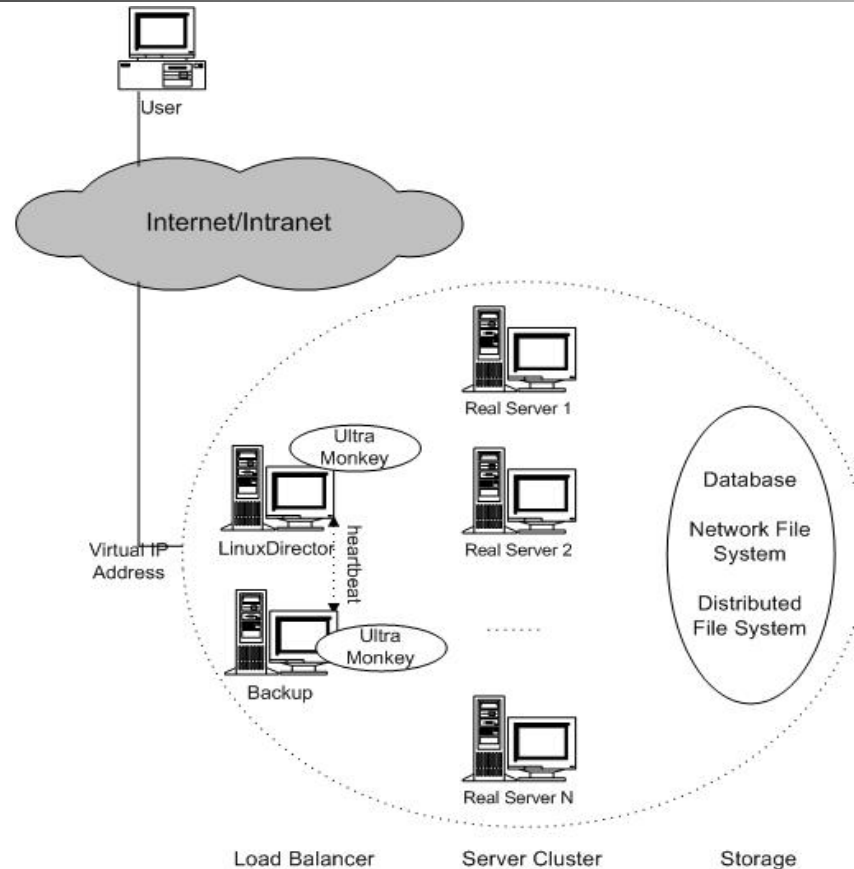 User
Internet/Intranet
Real Server 1
Ultra
Monkey
LinuxDirector
Real Server 2
heartbeat
Virtual IP
Address
Ultra
Monkey
Backup
Real Server N
Database
Network File
System
Distributed
File System
Load Balancer
Server Cluster
Storage